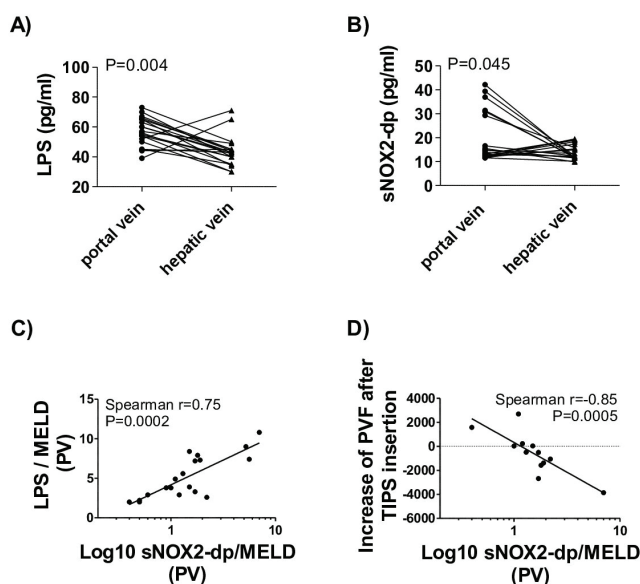 A)
P=0.004
LPS (pg/ml)
100
80
60
40
20
portal vein
hepatic vein
B)
P=0.045
sNOX2-dp (pg/ml)
50
40
30
20
10
0
portal vein
hepatic vein
C)
Spearman r=0.75
P=0.0002
LPS / MELD
(PV)
15
10
5
0
1
10
Log10 sNOX2-dp/MELD
(PV)
D)
Spearman r=-0.85
P=0.0005
Increase of PVF after
TIPS insertion
4000
2000
0
-2000
-4000
-6000
1
10
Log10 sNOX2-dp/MELD
(PV)